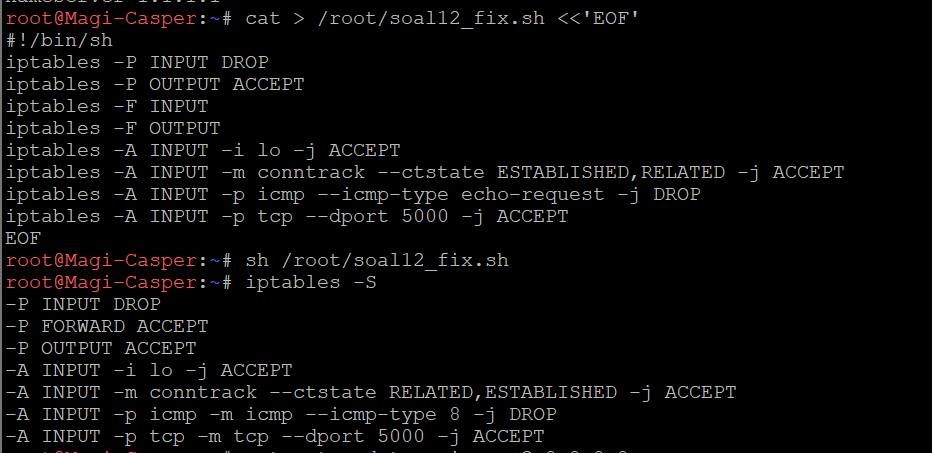 root@Magi-Casper:~# cat > /root/soal12_fix.sh <<'EOF'
#!/bin/sh
iptables -P INPUT DROP
iptables -P OUTPUT ACCEPT
iptables -F INPUT
iptables -F OUTPUT
iptables -A INPUT -i lo -j ACCEPT
iptables -A INPUT -m conntrack --ctstate ESTABLISHED,RELATED -j ACCEPT
iptables -A INPUT -p icmp --icmp-type echo-request -j DROP
iptables -A INPUT -p tcp --dport 5000 -j ACCEPT
EOF
root@Magi-Casper:~# sh /root/soal12_fix.sh
root@Magi-Casper:~# iptables -S
-P INPUT DROP
-P FORWARD ACCEPT
-P OUTPUT ACCEPT
-A INPUT -i lo -j ACCEPT
-A INPUT -m conntrack --ctstate RELATED,ESTABLISHED -j ACCEPT
-A INPUT -p icmp -m icmp --icmp-type 8 -j DROP
-A INPUT -p tcp -m tcp --dport 5000 -j ACCEPT